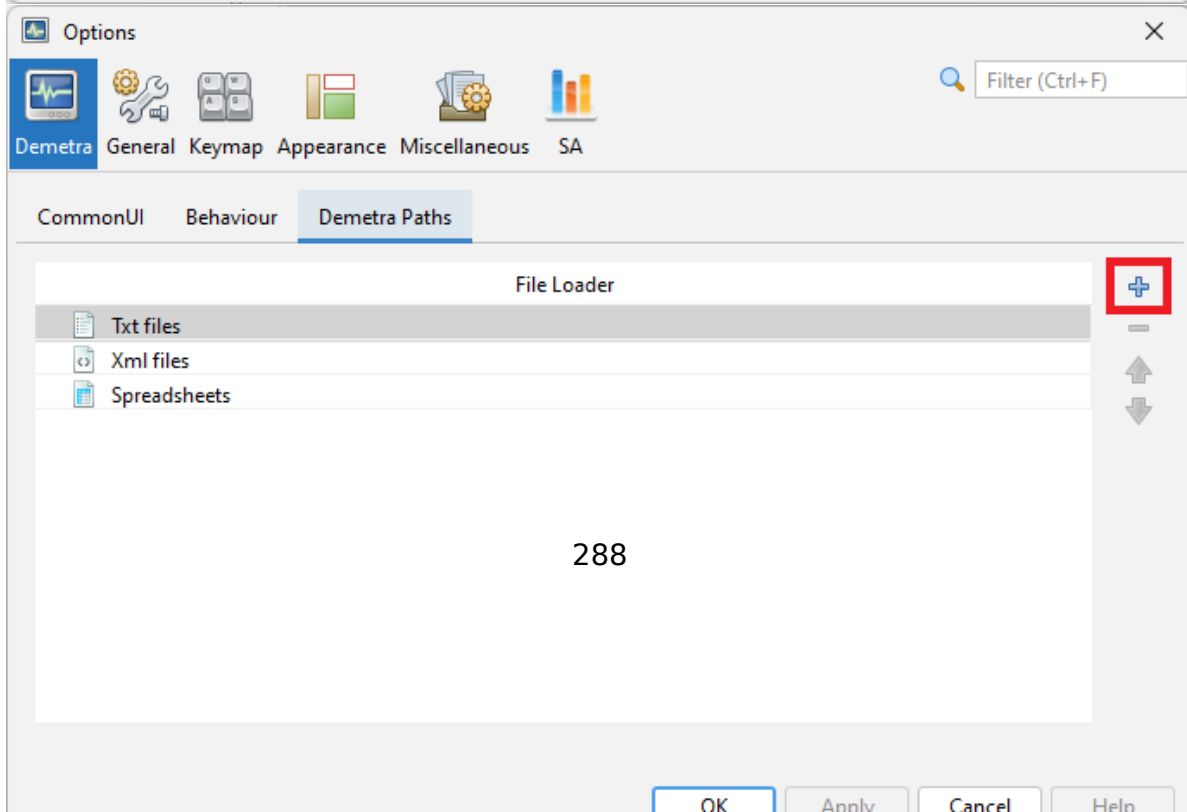 Options
Filter (Ctrl+F)
Demetra General Keymap Appearance Miscellaneous SA
CommonUI Behaviour Demetra Paths
File Loader
Txt files
Xml files
Spreadsheets
288
OK Apply Cancel Help